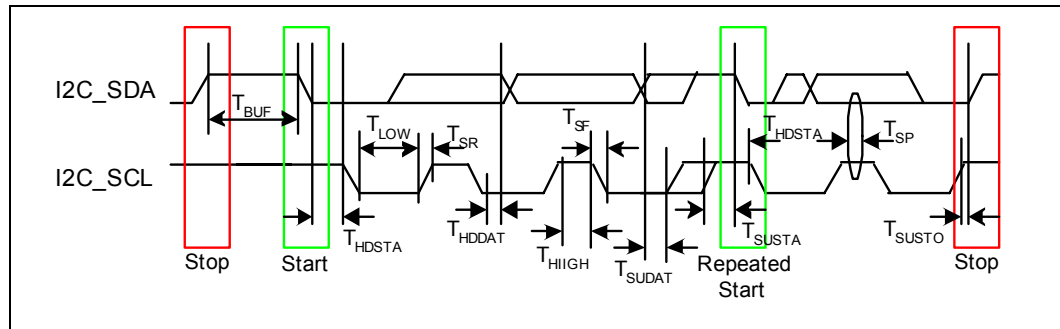 I2C_SDA
T_BUF
T_LOW
T_SR
T_SF
T_HDSTA
T_SP
I2C_SCL
T_HDSTA
T_HDDAT
T_HIIGH
T_SUDAT
T_SUSTA
T_SUSTO
Stop
Start
Repeated
Start
Stop